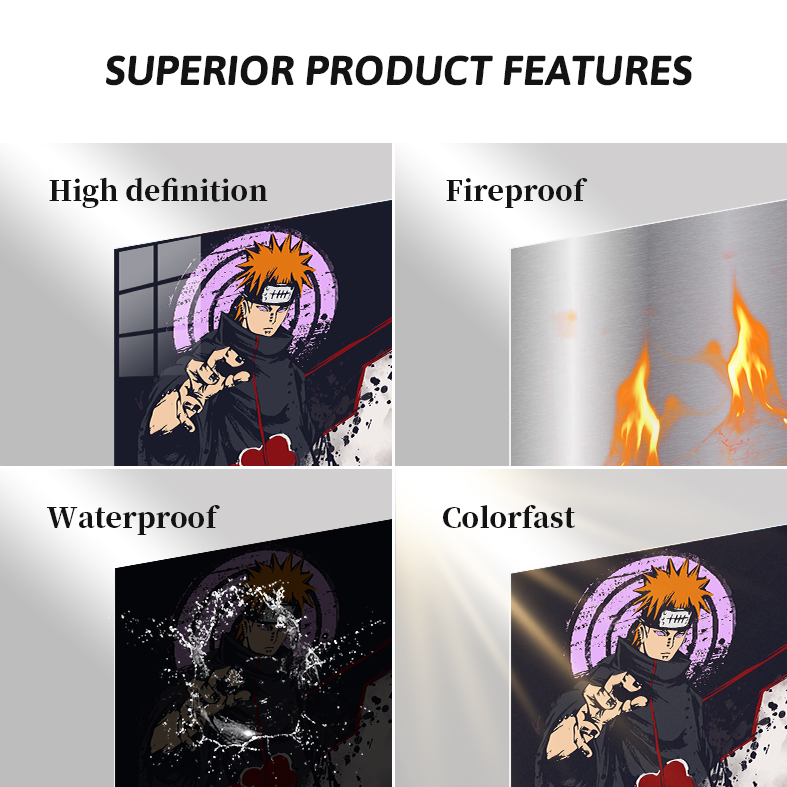 SUPERIOR PRODUCT FEATURES
High definition
Fireproof
Waterproof
Colorfast